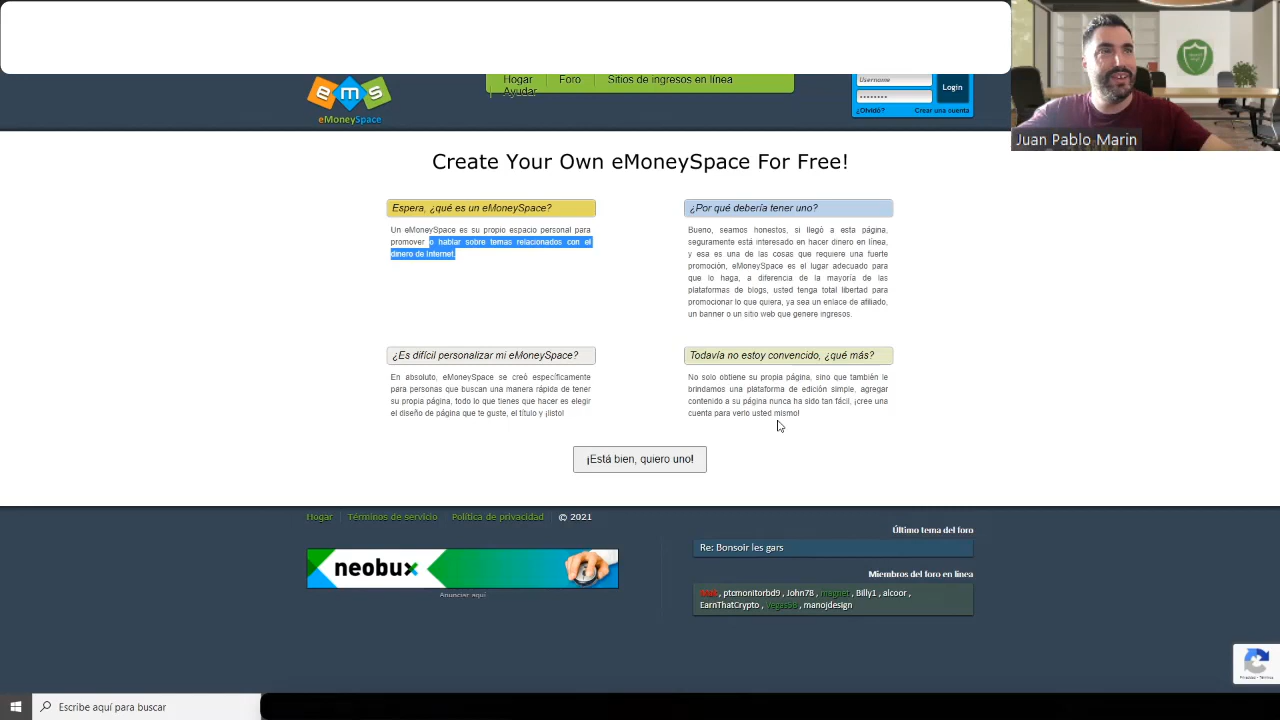 Hogar
Foro
Sitios de ingresos en línea
Ayudar
Username
Login
¿Olvidó?
Crear una cuenta
ems
eMoneySpace
Juan Pablo Marin
Create Your Own eMoneySpace For Free!
Espera, ¿qué es un eMoneySpace?
Un eMoneySpace es su propio espacio personal para
promover o hablar sobre temas relacionados con el
dinero de Internet.
¿Por qué debería tener uno?
Bueno, seamos honestos, si llegó a esta página,
seguramente está interesado en hacer dinero en línea,
y esa es una de las cosas que requiere una fuerte
promoción, eMoneySpace es el lugar adecuado para
que lo haga, a diferencia de la mayoría de las
plataformas de blogs, usted tenga total libertad para
promocionar lo que quiera, ya sea un enlace de afiliado,
un banner o un sitio web que genere ingresos.
¿Es difícil personalizar mi eMoneySpace?
En absoluto, eMoneySpace se creó específicamente
para personas que buscan una manera rápida de tener
su propia página, todo lo que tienes que hacer es elegir
el diseño de página que te guste, el título y ¡listo!
Todavía no estoy convencido, ¿qué más?
No solo obtiene su propia página, sino que también le
brindamos una plataforma de edición simple, agregar
contenido a su página nunca ha sido tan fácil, ¡cree una
cuenta para verlo usted mismo!
¡Está bien, quiero uno!
Hogar
Términos de servicio
Política de privacidad
© 2021
neobux
Anunciar aquí
Último tema del foro
Re: Bonsoir les gars
Miembros del foro en línea
, ptcmonitorbd9 , John78 , magner , Billy1 , alcoor ,
EarnThatCrypto , Vegas98 , manojdesign
Privacidad - Términos
Escribe aquí para buscar